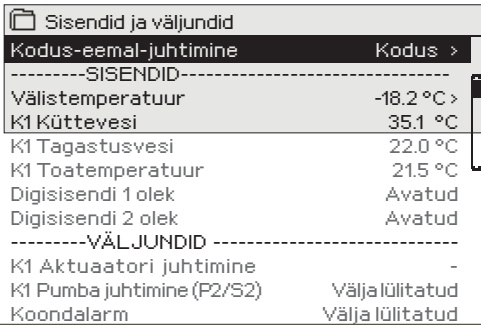 Sisendid ja väljundid
Kodus-eemal-juhtimine Kodus >
---------SISENDID--------------------------------
Välistemperatuur -18.2 °C >
K1 Küttevesi 35.1 °C
K1 Tagastusvesi 22.0 °C
K1 Toatemperatuur 21.5 °C
Digisisendi 1 olek Avatud
Digisisendi 2 olek Avatud
---------VÄLJUNDID -----------------------------
K1 Aktuaatori juhtimine -
K1 Pumba juhtimine (P2/S2) Välja lülitatud
Koondalarm Välja lülitatud